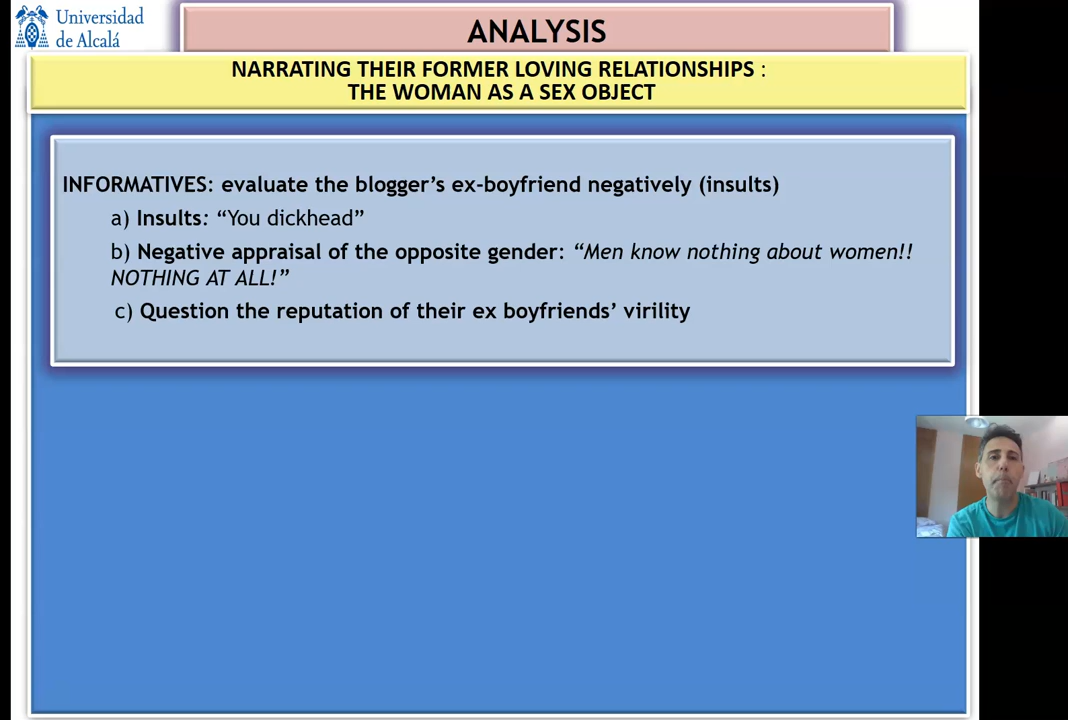 Universidad
de Alcalá
ANALYSIS
NARRATING THEIR FORMER LOVING RELATIONSHIPS :
THE WOMAN AS A SEX OBJECT
INFORMATIVES: evaluate the blogger’s ex-boyfriend negatively (insults)
a) Insults: “You dickhead”
b) Negative appraisal of the opposite gender: “Men know nothing about women!!
NOTHING AT ALL!”
c) Question the reputation of their ex boyfriends’ virility